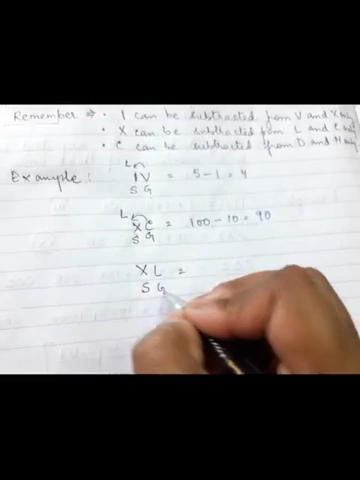 Remember ⇒ • I can be subtracted from V and X only
• X can be subtracted from L and C only
• C can be subtracted from D and M only
L
Example : IV = 5-1 = 4
S G
L
XC = 100-10 = 90
S G
XL =
S G